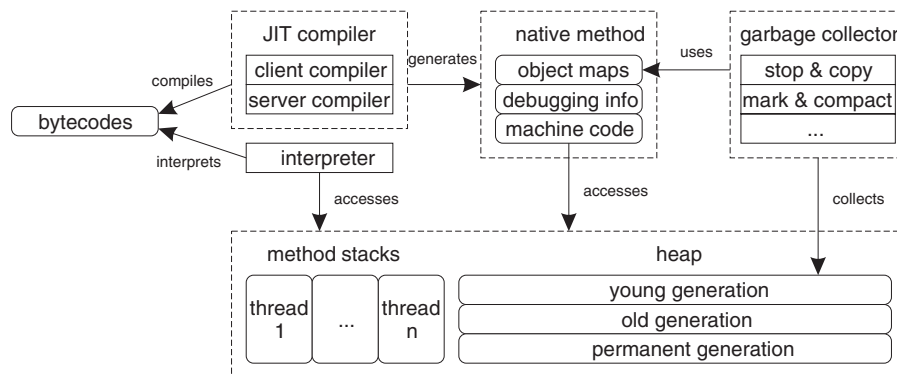 JIT compiler
client compiler
server compiler
compiles
generates
native method
object maps
debugging info
machine code
uses
garbage collector
stop & copy
mark & compact
...
bytecodes
interprets
interpreter
accesses
accesses
collects
method stacks
thread
1
...
thread
n
heap
young generation
old generation
permanent generation